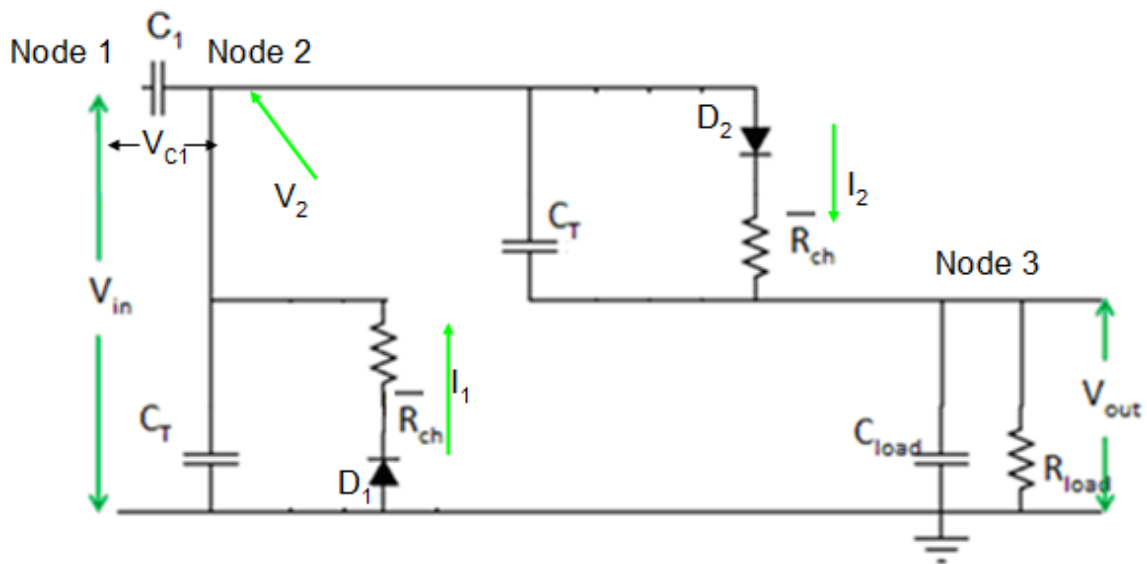 C1
Node 1
Node 2
VC1
V2
D2
I2
CT
Rch
Node 3
Vin
I1
Rch
CT
D1
Cload
Rload
Vout